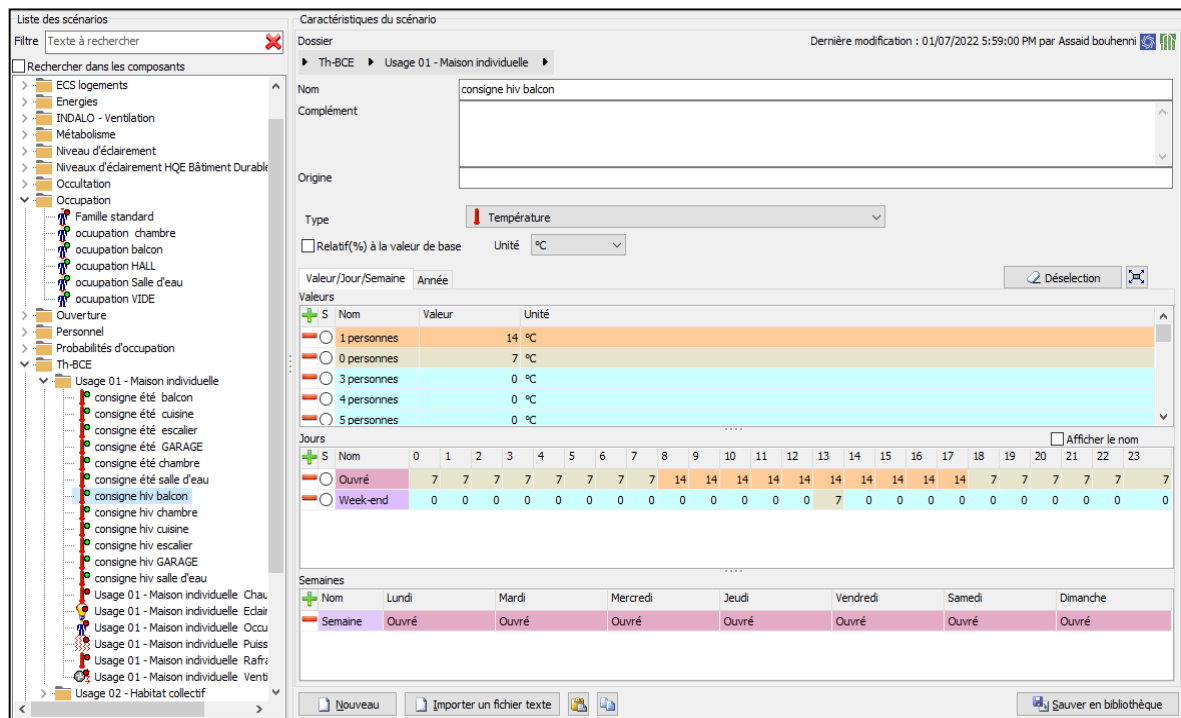 Liste des scénarios
Filtre Texte à rechercher
Rechercher dans les composants
ECS logements
Energies
INDALO - Ventilation
Métabolisme
Niveau d'éclairement
Niveaux d'éclairement HQE Bâtiment Durable
Occultation
Occupation
Famille standard
ocuupation chambre
ocuupation balcon
ocuupation HALL
ocuupation Salle d'eau
ocuupation VIDE
Ouverture
Personnel
Probabilités d'occupation
Th-BCE
Usage 01 - Maison individuelle
consigne été balcon
consigne été cuisine
consigne été escalier
consigne été GARAGE
consigne été chambre
consigne été salle d'eau
consigne hiv balcon
consigne hiv chambre
consigne hiv cuisine
consigne hiv escalier
consigne hiv GARAGE
consigne hiv salle d'eau
Usage 01 - Maison individuelle Chau
Usage 01 - Maison individuelle Eclair
Usage 01 - Maison individuelle Occu
Usage 01 - Maison individuelle Puiss
Usage 01 - Maison individuelle Rafra
Usage 01 - Maison individuelle Venti
Usage 02 - Habitat collectif
Caractéristiques du scénario
Dossier Dernière modification : 01/07/2022 5:59:00 PM par Assaid bouhenni
Th-BCE Usage 01 - Maison individuelle
Nom consigne hiv balcon
Complément
Origine
Type Température
Relatif(%) à la valeur de base Unité °C
Valeur/Jour/Semaine Année Déselection
Valeurs
S Nom Valeur Unité
1 personnes 14 °C
0 personnes 7 °C
3 personnes 0 °C
4 personnes 0 °C
5 personnes 0 °C
Jours Afficher le nom
S Nom 0 1 2 3 4 5 6 7 8 9 10 11 12 13 14 15 16 17 18 19 20 21 22 23
Ouvré 7 7 7 7 7 7 7 7 14 14 14 14 14 14 14 14 14 14 7 7 7 7 7 7
Week-end 0 0 0 0 0 0 0 0 0 0 0 0 0 7 0 0 0 0 0 0 0 0 0 0
Semaines
Nom Lundi Mardi Mercredi Jeudi Vendredi Samedi Dimanche
Semaine Ouvré Ouvré Ouvré Ouvré Ouvré Ouvré Ouvré
Nouveau Importer un fichier texte Sauver en bibliothèque